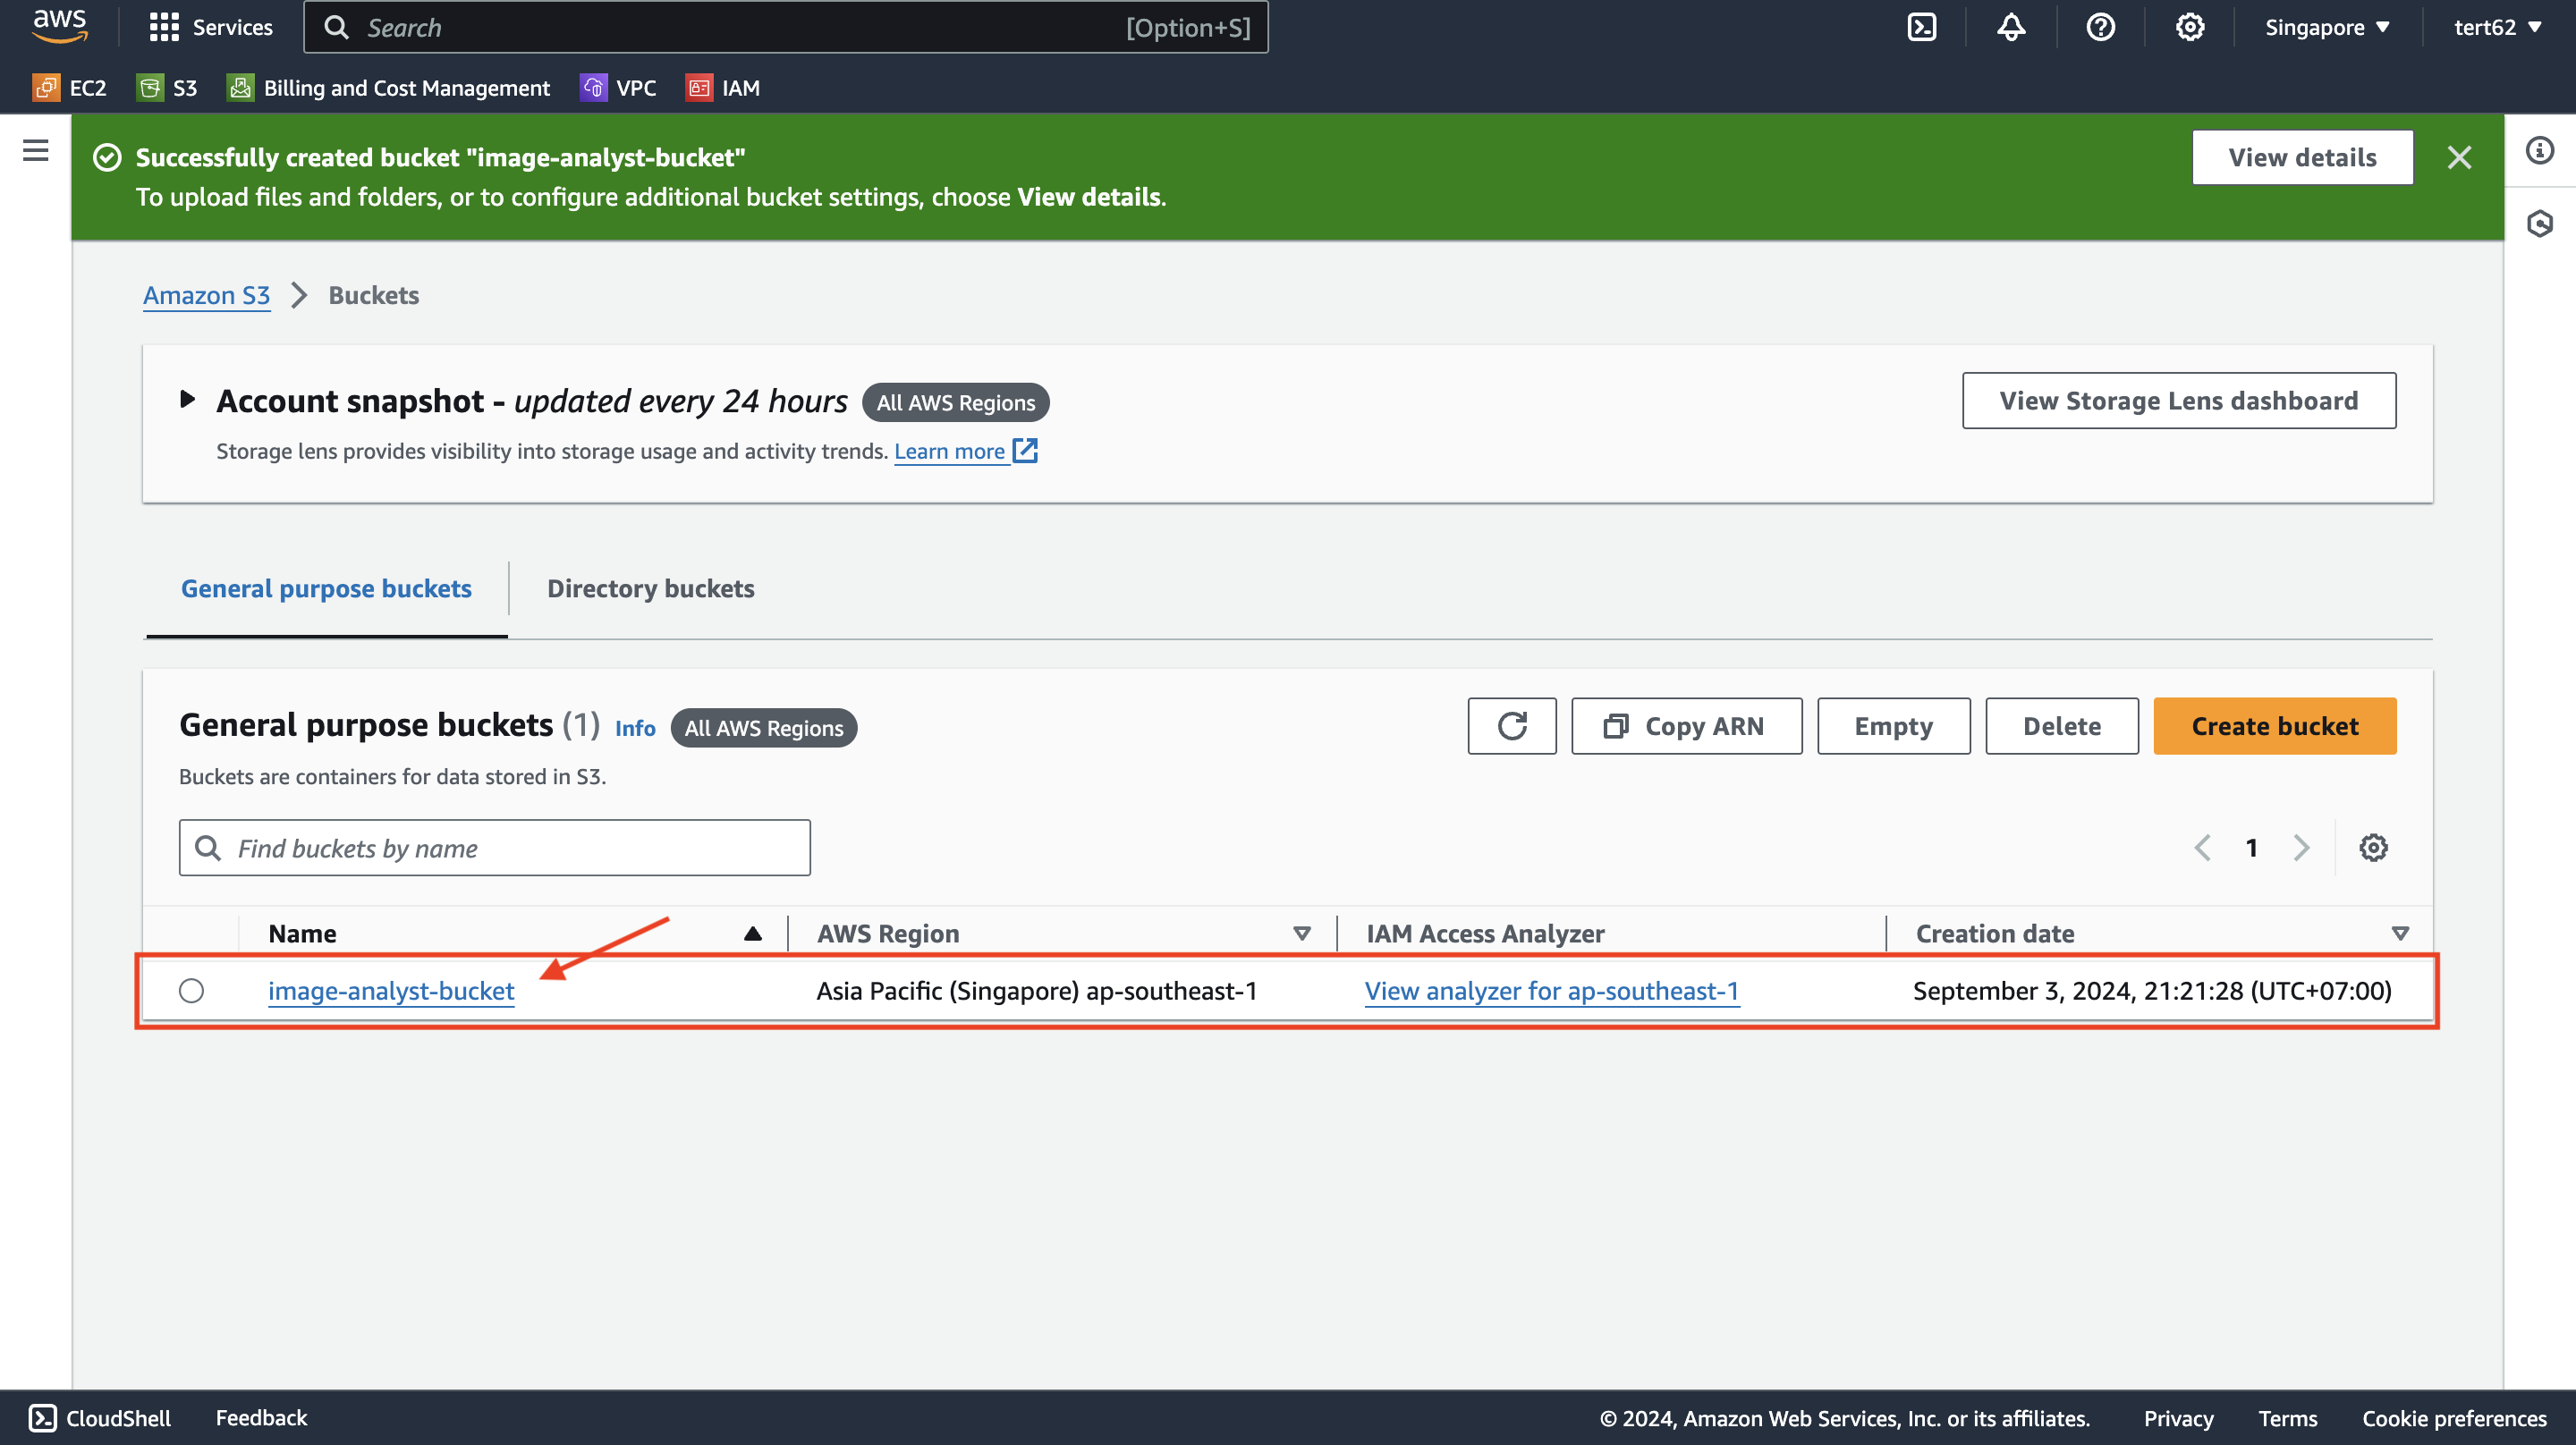 aws
Services
Search
[Option+S]
Singapore
tert62
EC2
S3
Billing and Cost Management
VPC
IAM
Successfully created bucket "image-analyst-bucket"
To upload files and folders, or to configure additional bucket settings, choose View details.
View details
Amazon S3
Buckets
Account snapshot - updated every 24 hours
All AWS Regions
View Storage Lens dashboard
Storage lens provides visibility into storage usage and activity trends. Learn more
General purpose buckets
Directory buckets
General purpose buckets (1) Info
All AWS Regions
Copy ARN
Empty
Delete
Create bucket
Buckets are containers for data stored in S3.
Find buckets by name
1
Name
AWS Region
IAM Access Analyzer
Creation date
image-analyst-bucket
Asia Pacific (Singapore) ap-southeast-1
View analyzer for ap-southeast-1
September 3, 2024, 21:21:28 (UTC+07:00)
CloudShell
Feedback
© 2024, Amazon Web Services, Inc. or its affiliates.
Privacy
Terms
Cookie preferences